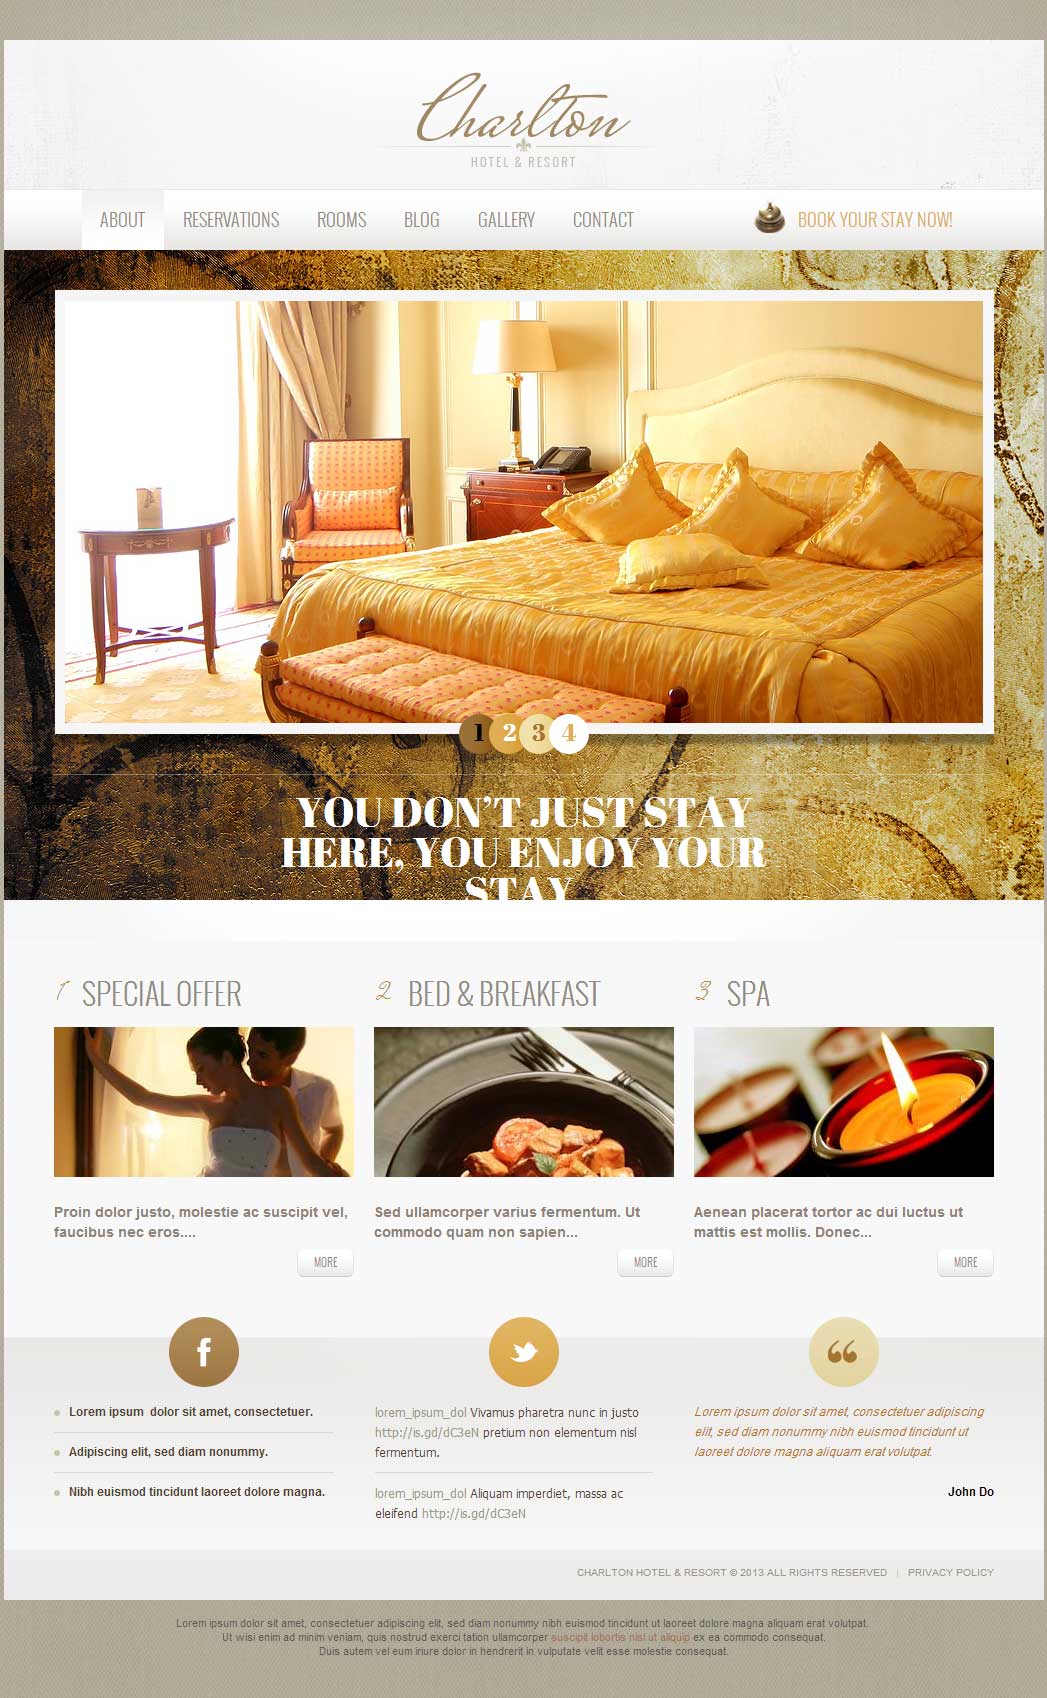 Charlton
HOTEL & RESORT
ABOUT RESERVATIONS ROOMS BLOG GALLERY CONTACT BOOK YOUR STAY NOW!
1 2 3 4
YOU DON'T JUST STAY
HERE, YOU ENJOY YOUR
STAY
1 SPECIAL OFFER
2 BED & BREAKFAST
3 SPA
Proin dolor justo, molestie ac suscipit vel,
faucibus nec eros....
MORE
Sed ullamcorper varius fermentum. Ut
commodo quam non sapien...
MORE
Aenean placerat tortor ac dui luctus ut
mattis est mollis. Donec...
MORE
f
Lorem ipsum dolor sit amet, consectetuer.
Adipiscing elit, sed diam nonummy.
Nibh euismod tincidunt laoreet dolore magna.
lorem_ipsum_dol Vivamus pharetra nunc in justo
http://is.gd/dC3eN pretium non elementum nisl
fermentum.
lorem_ipsum_dol Aliquam imperdiet, massa ac
eleifend http://is.gd/dC3eN
Lorem ipsum dolor sit amet, consectetuer adipiscing
elit, sed diam nonummy nibh euismod tincidunt ut
laoreet dolore magna aliquam erat volutpat.
John Do
CHARLTON HOTEL & RESORT © 2013 ALL RIGHTS RESERVED | PRIVACY POLICY
Lorem ipsum dolor sit amet, consectetuer adipiscing elit, sed diam nonummy nibh euismod tincidunt ut laoreet dolore magna aliquam erat volutpat.
Ut wisi enim ad minim veniam, quis nostrud exerci tation ullamcorper suscipit lobortis nisl ut aliquip ex ea commodo consequat.
Duis autem vel eum iriure dolor in hendrerit in vulputate velit esse molestie consequat.